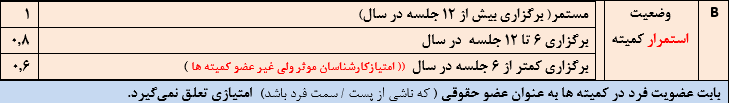 B
وضعیت
استمرار کمیته
مستمر( برگزاری بیش از ۱۲ جلسه در سال)
۱
برگزاری ۶ تا ۱۲ جلسه در سال
۰,۸
برگزاری کمتر از ۶ جلسه در سال (( امتیازکارشناسان موثر ولی غیر عضو کمیته ها )
۰,۶
بابت عضویت فرد در کمیته ها به عنوان عضو حقوقی ( که ناشی از پست / سمت فرد باشد) امتیازی تعلق نمی‌گیرد.